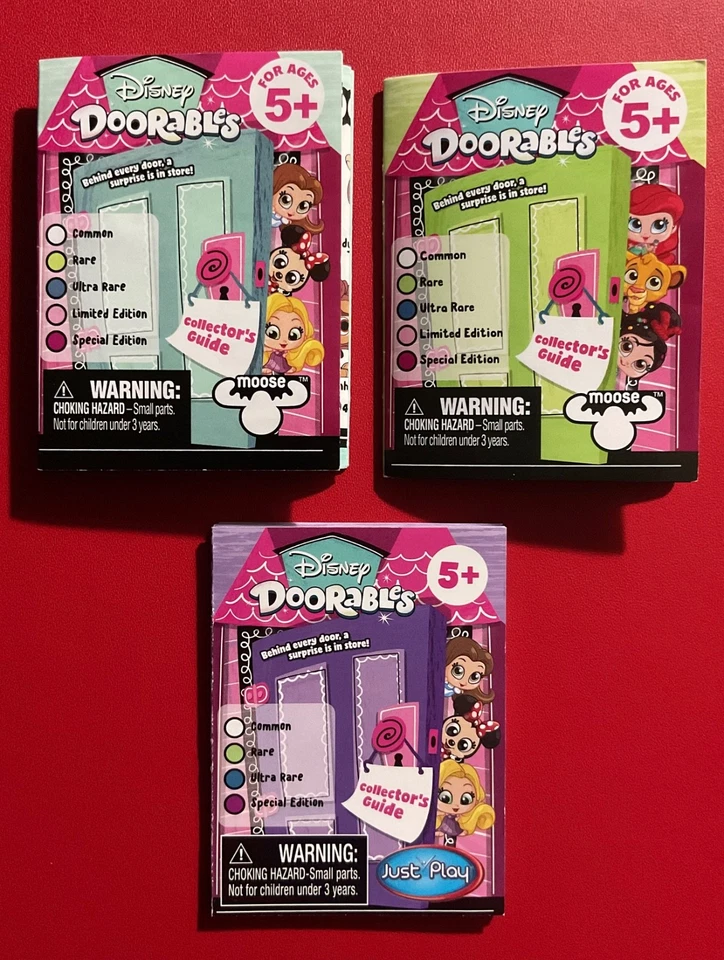 Disney
Doorables
FOR AGES
5+
Behind every door, a
surprise is in store!
Common
Rare
Ultra Rare
Limited Edition
Special Edition
Collector's
Guide
WARNING:
CHOKING HAZARD – Small parts.
Not for children under 3 years.
moose™
Disney
Doorables
FOR AGES
5+
Behind every door, a
surprise is in store!
Common
Rare
Ultra Rare
Limited Edition
Special Edition
Collector's
Guide
WARNING:
CHOKING HAZARD – Small parts.
Not for children under 3 years.
moose™
Disney
Doorables
5+
Behind every door, a
surprise is in store!
Common
Rare
Ultra Rare
Special Edition
Collector's
Guide
WARNING:
CHOKING HAZARD-Small parts.
Not for children under 3 years.
Just Play